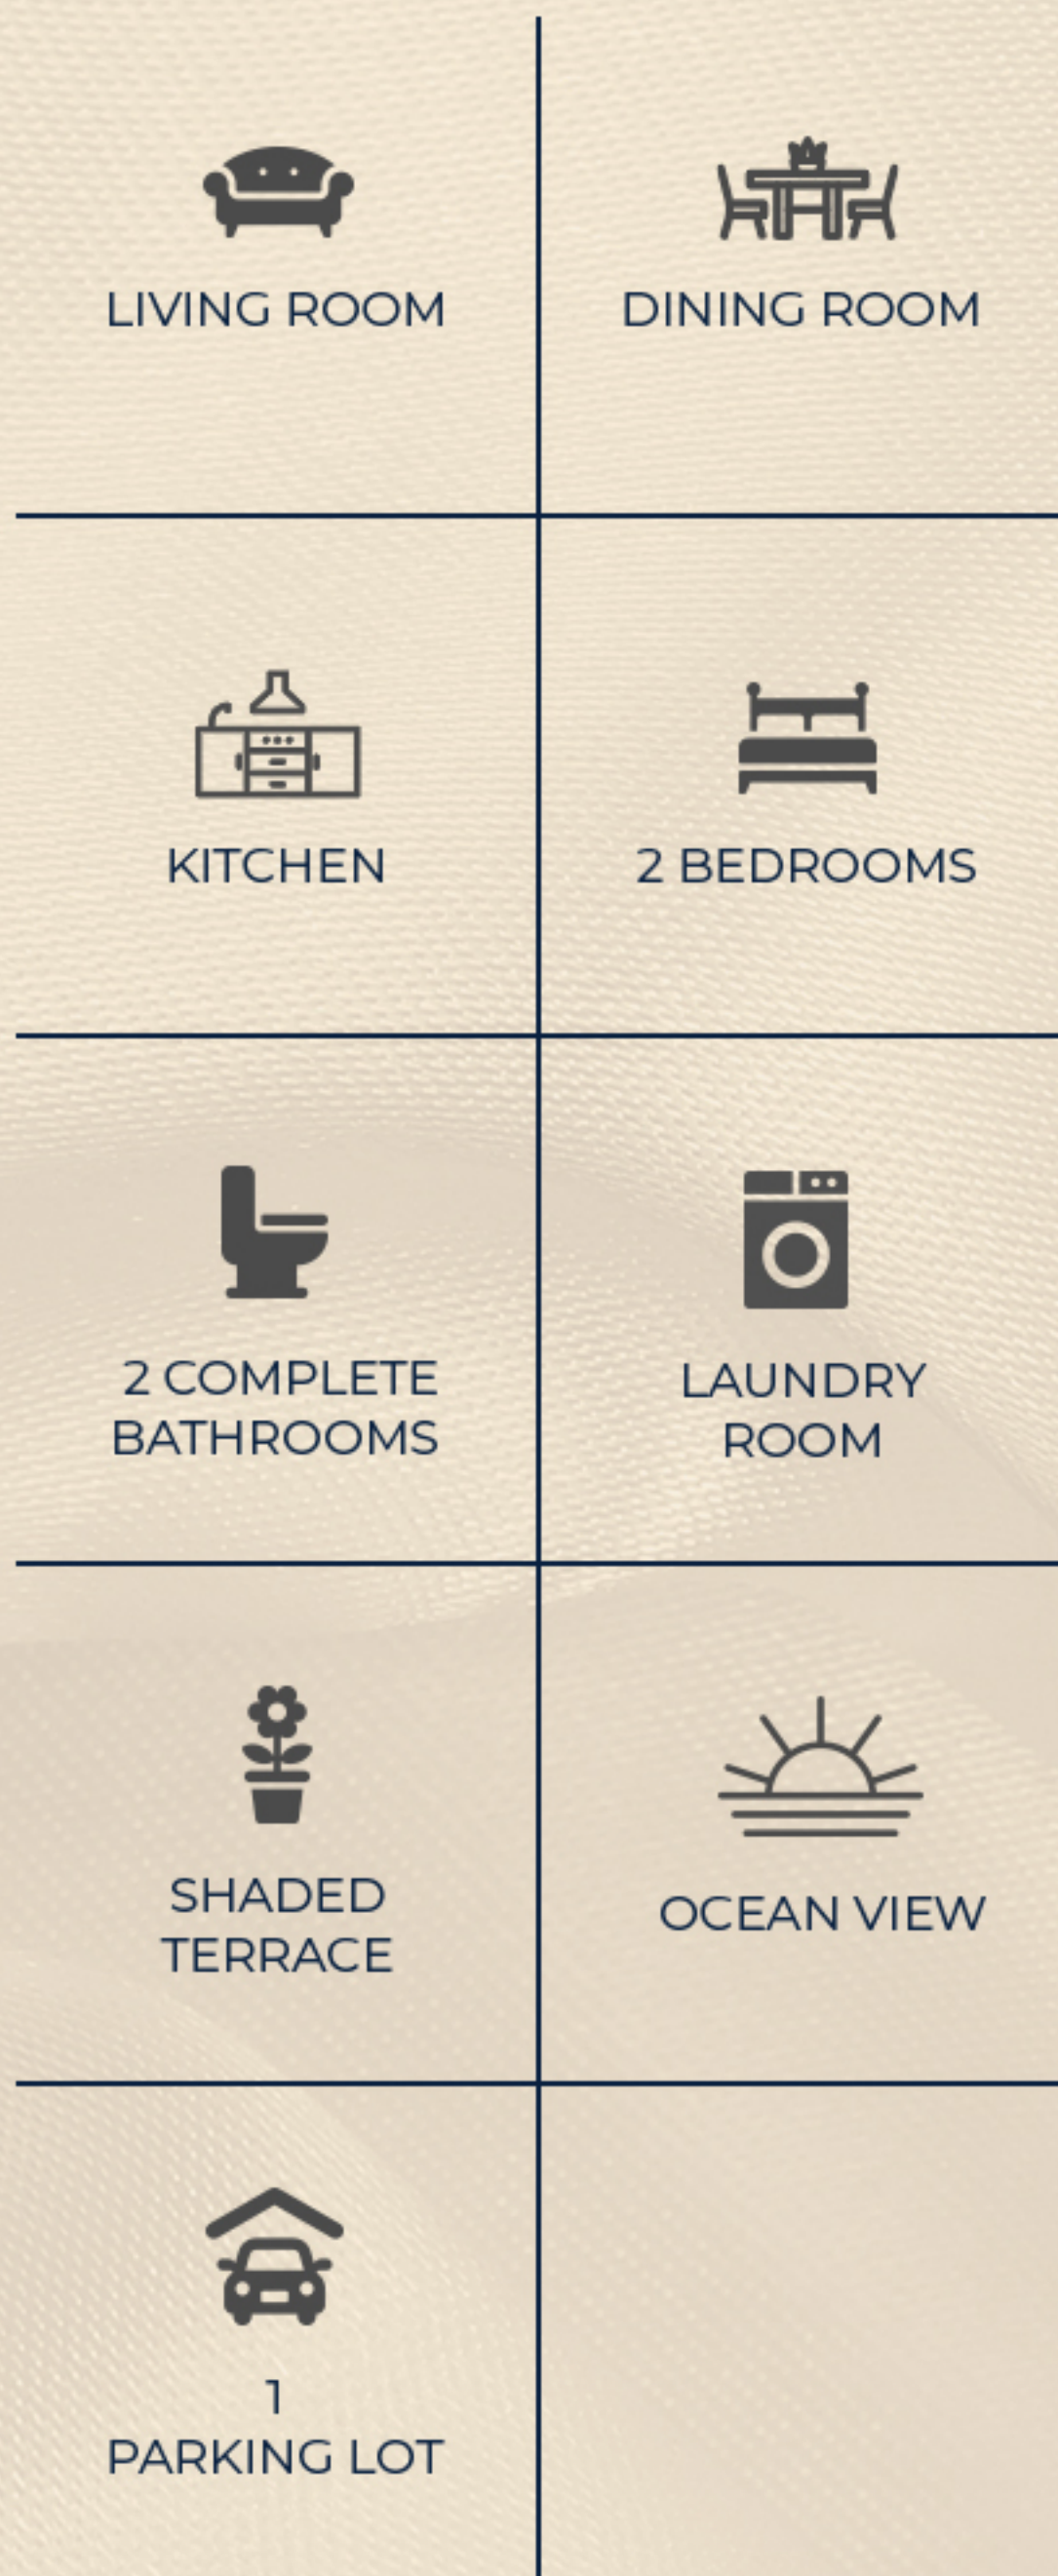 LIVING ROOM
DINING ROOM
KITCHEN
2 BEDROOMS
2 COMPLETE
BATHROOMS
LAUNDRY
ROOM
SHADED
TERRACE
OCEAN VIEW
1
PARKING LOT